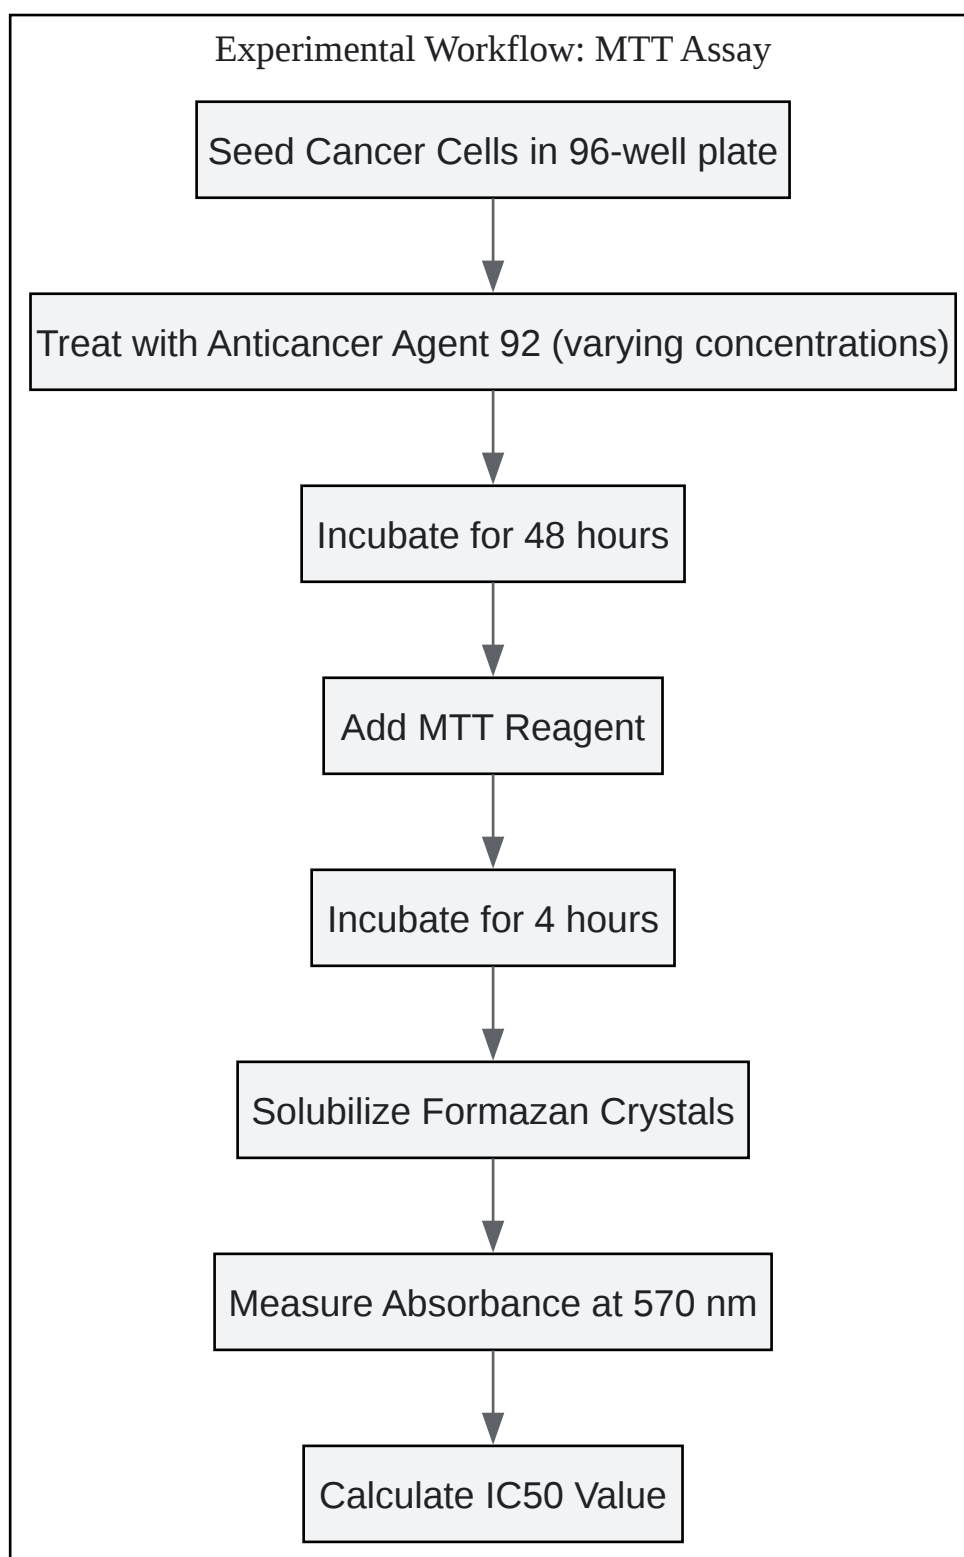 Experimental Workflow: MTT Assay
Seed Cancer Cells in 96-well plate
Treat with Anticancer Agent 92 (varying concentrations)
Incubate for 48 hours
Add MTT Reagent
Incubate for 4 hours
Solubilize Formazan Crystals
Measure Absorbance at 570 nm
Calculate IC50 Value